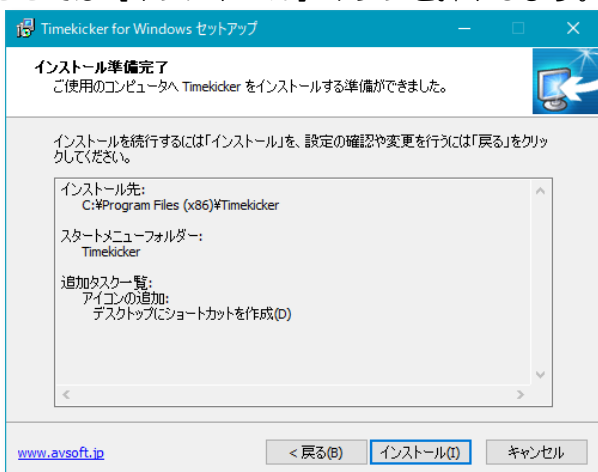 Timekicker for Windows セットアップ
インストール準備完了
ご使用のコンピュータへ Timekicker をインストールする準備ができました。
インストールを続行するには「インストール」を、設定の確認や変更を行うには「戻る」をクリッ
クしてください。
インストール先:
C:¥Program Files (x86)¥Timekicker
スタートメニューフォルダー:
Timekicker
追加タスク一覧:
アイコンの追加:
デスクトップにショートカットを作成(D)
www.avsoft.jp
< 戻る(B)
インストール(I)
キャンセル